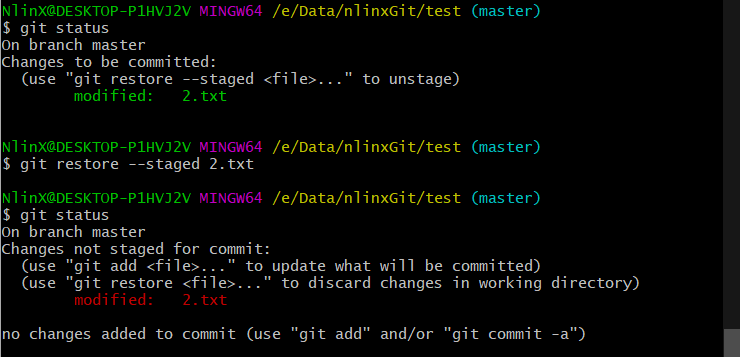 NlinX@DESKTOP-P1HVJ2V MINGW64 /e/Data/nlinxGit/test (master)
$ git status
On branch master
Changes to be committed:
  (use "git restore --staged <file>..." to unstage)
        modified:   2.txt
NlinX@DESKTOP-P1HVJ2V MINGW64 /e/Data/nlinxGit/test (master)
$ git restore --staged 2.txt
NlinX@DESKTOP-P1HVJ2V MINGW64 /e/Data/nlinxGit/test (master)
$ git status
On branch master
Changes not staged for commit:
  (use "git add <file>..." to update what will be committed)
  (use "git restore <file>..." to discard changes in working directory)
        modified:   2.txt
no changes added to commit (use "git add" and/or "git commit -a")